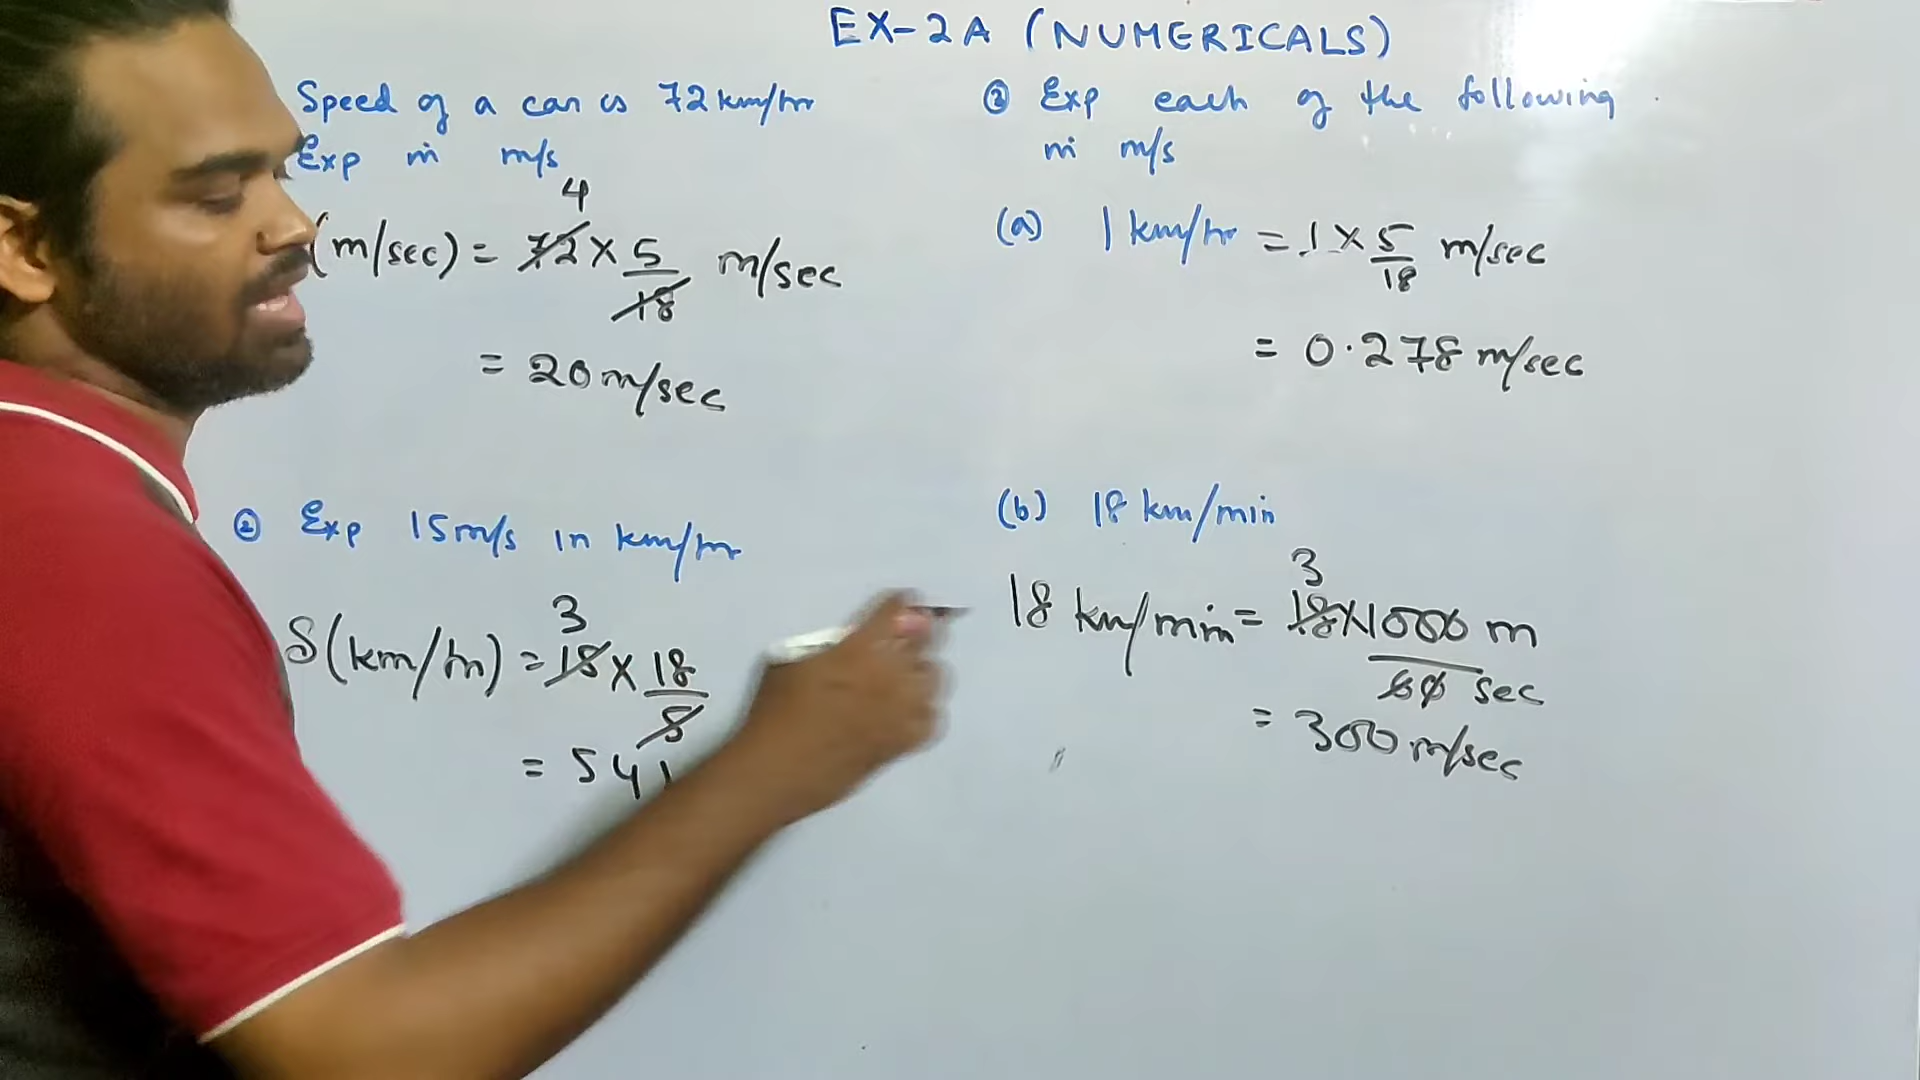 EX-2A (NUMERICALS)
Speed of a car is 72 km/hr
Exp in m/s
4
(m/sec) = 72 x 5 m/sec
18
= 20 m/sec
② Exp 15 m/s in km/hr
3
S(km/hr) = 15 x 18
5
= 54
③ Exp each of the following
in m/s
(a) 1 km/hr = 1 x 5 m/sec
18
= 0.278 m/sec
(b) 18 km/min
3
18 km/min = 18 x 1000 m
60 sec
= 300 m/sec